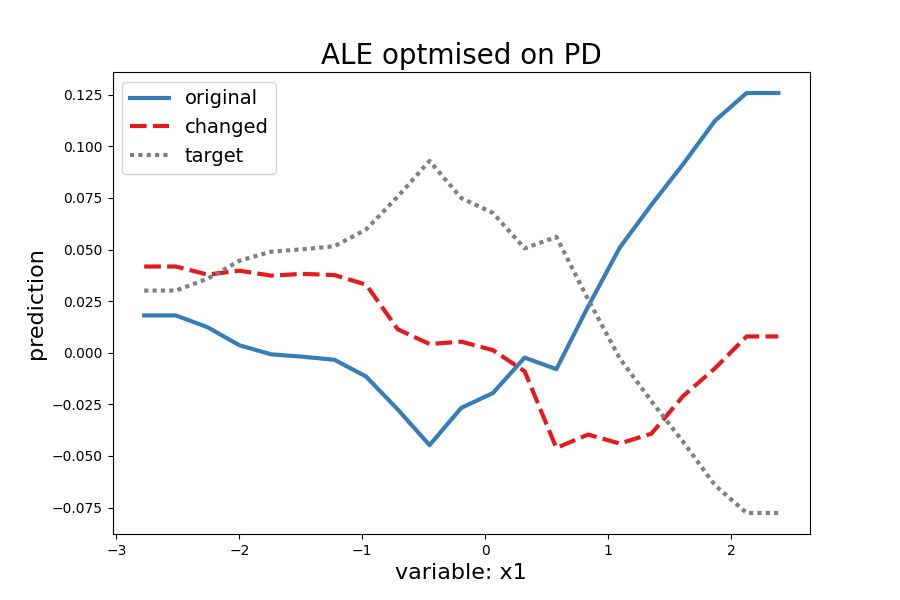 ALE optmised on PD
original
changed
target
0.125
0.100
0.075
0.050
0.025
0.000
−0.025
−0.050
−0.075
prediction
−3 −2 −1 0 1 2
variable: x1